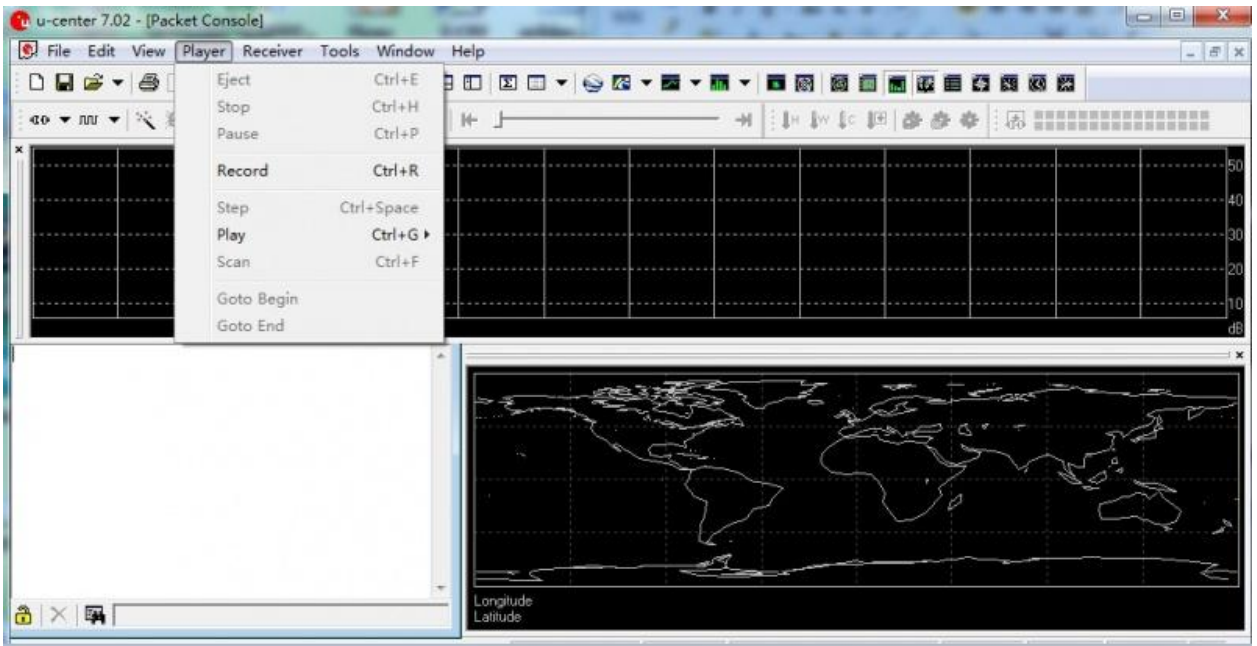 u-center 7.02 - [Packet Console]
File Edit View Player Receiver Tools Window Help
Eject Ctrl+E
Stop Ctrl+H
Pause Ctrl+P
Record Ctrl+R
Step Ctrl+Space
Play Ctrl+G
Scan Ctrl+F
Goto Begin
Goto End
50
40
30
20
10
dB
Longitude
Latitude